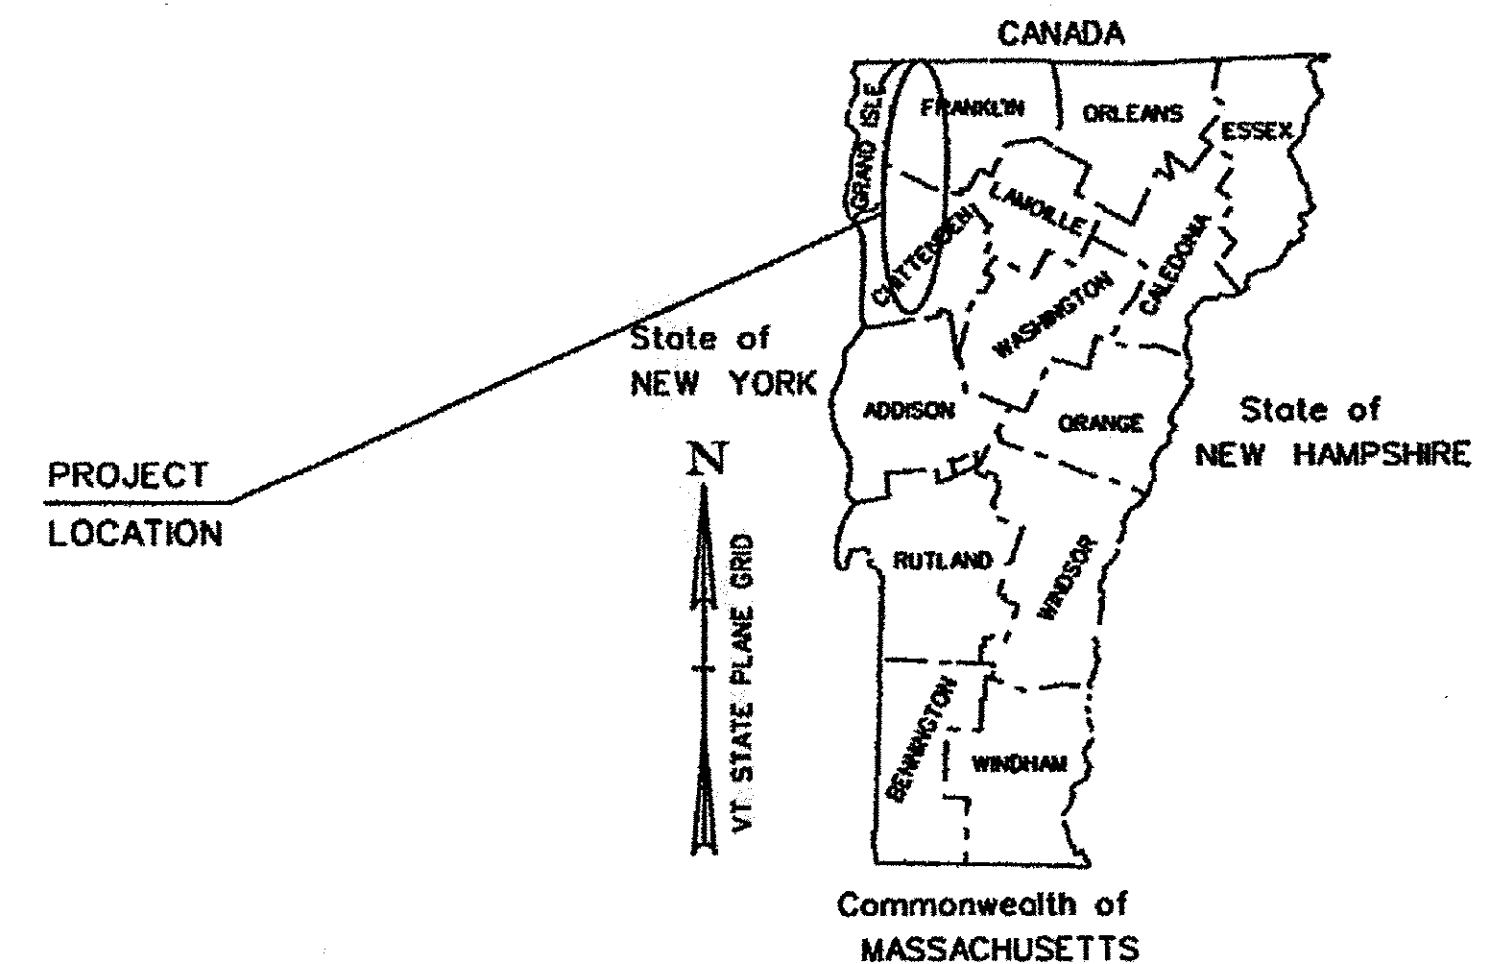 CANADA
GRAND ISLE
FRANKLIN
ORLEANS
ESSEX
LAMOILLE
CHITTENDEN
CALEDONIA
WASHINGTON
State of
NEW YORK
ADDISON
ORANGE
State of
NEW HAMPSHIRE
N
PROJECT
LOCATION
VT STATE PLANE GRID
RUTLAND
WINDSOR
BENNINGTON
WINDHAM
Commonwealth of
MASSACHUSETTS